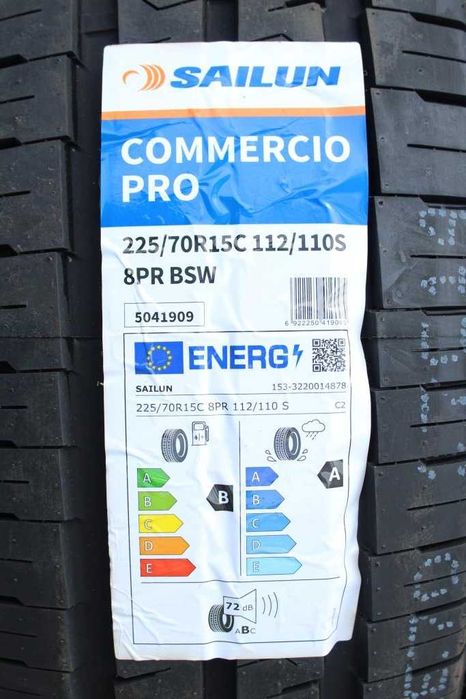 SAILUN
COMMERCIO
PRO
225/70R15C 112/110S
8PR BSW
5041909
ENERG
SAILUN 153-3220014878
225/70R15C 8PR 112/110 S C2
A A
B B
C C
D D
E E
B
A
72 dB
ABC